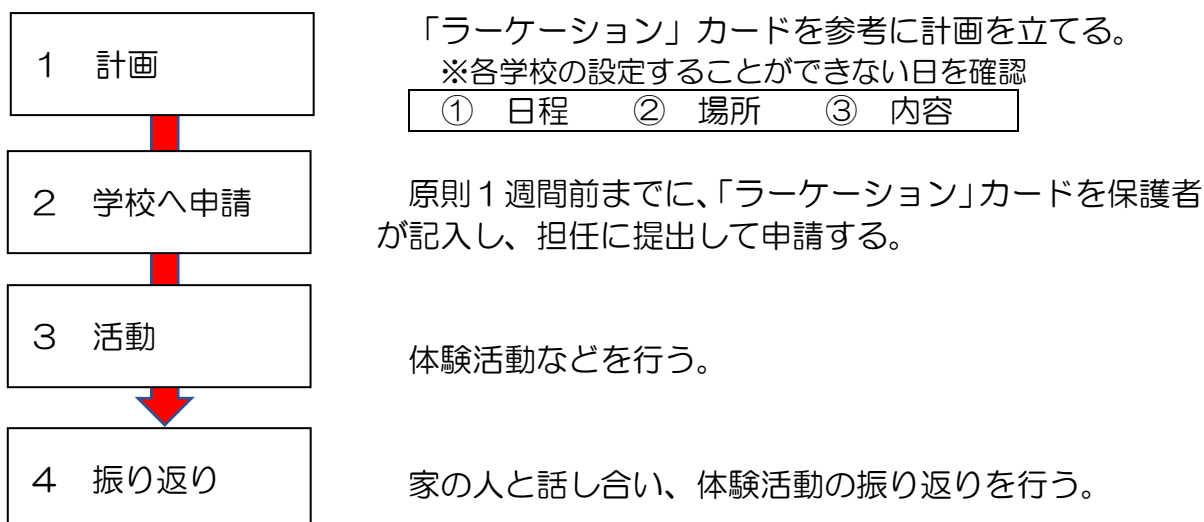 １　計画
「ラーケーション」カードを参考に計画を立てる。
※各学校の設定することができない日を確認
①　日程　②　場所　③　内容
２　学校へ申請
原則１週間前までに、「ラーケーション」カードを保護者
が記入し、担任に提出して申請する。
３　活動
体験活動などを行う。
４　振り返り
家の人と話し合い、体験活動の振り返りを行う。